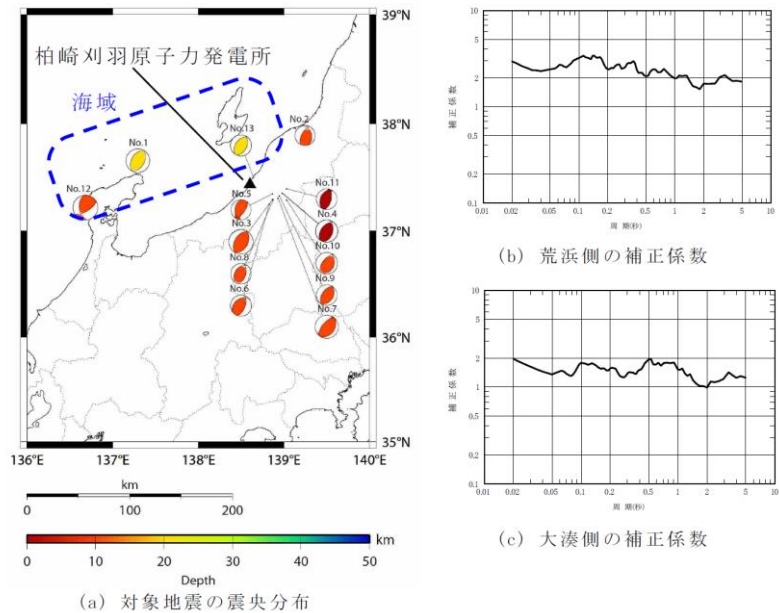 39°N
柏崎刈羽原子力発電所
海域
No.2
No.13
38°N
No.1
No.12
No.11
No.5
No.4
37°N
No.3
No.10
No.8
No.9
No.6
No.7
36°N
35°N
136°E 137°E 138°E 139°E 140°E
km
0 100 200
km
0 10 20 30 40 50
Depth
(a) 対象地震の震央分布
10
5
2
1
0.5
0.2
0.1
補正係数
0.01 0.02 0.05 0.1 0.2 0.5 1 2 5 10
周 期(秒)
(b) 荒浜側の補正係数
10
5
2
1
0.5
0.2
0.1
補正係数
0.01 0.02 0.05 0.1 0.2 0.5 1 2 5 10
周 期(秒)
(c) 大湊側の補正係数